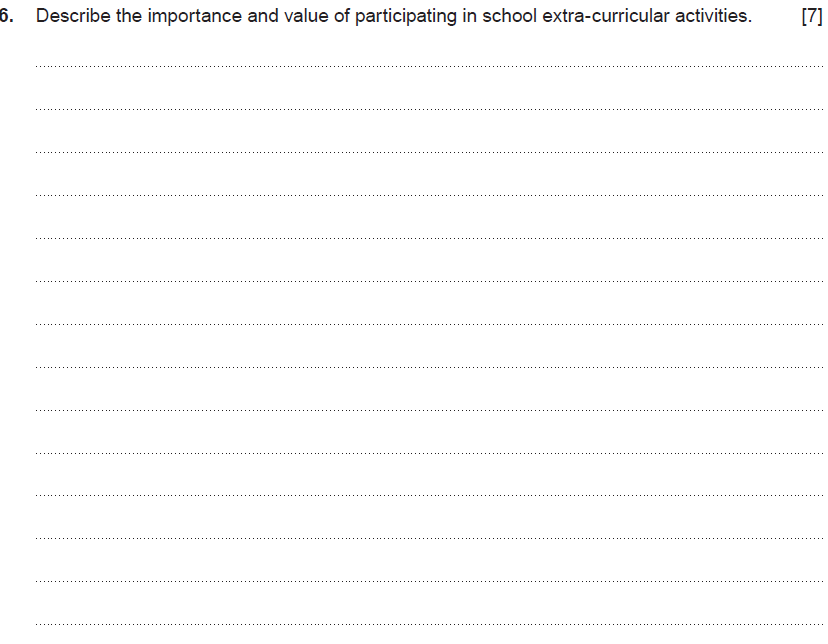 6. Describe the importance and value of participating in school extra-curricular activities. [7]